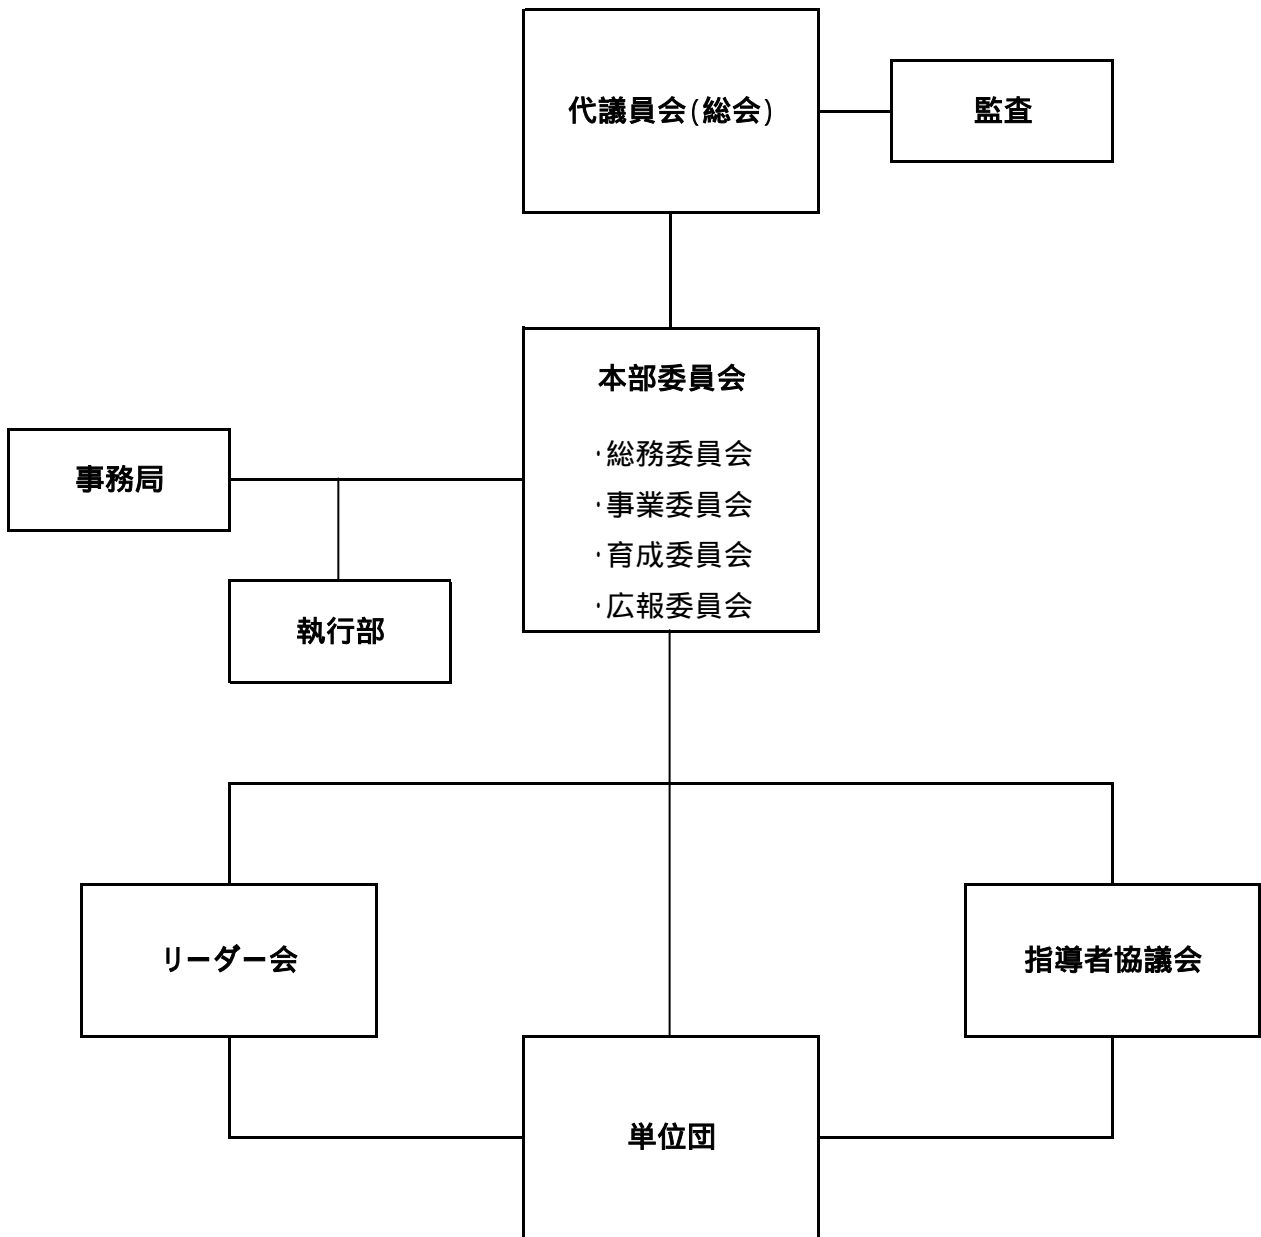 代議員会(総会)
監査
本部委員会
・総務委員会
・事業委員会
・育成委員会
・広報委員会
事務局
執行部
リーダー会
指導者協議会
単位団